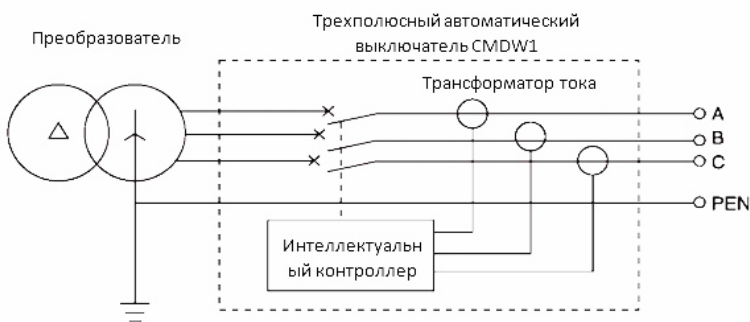 Преобразователь
Трехполюсный автоматический
выключатель CMDW1
Трансформатор тока
A
B
C
PEN
Интеллектуальн
ый контроллер